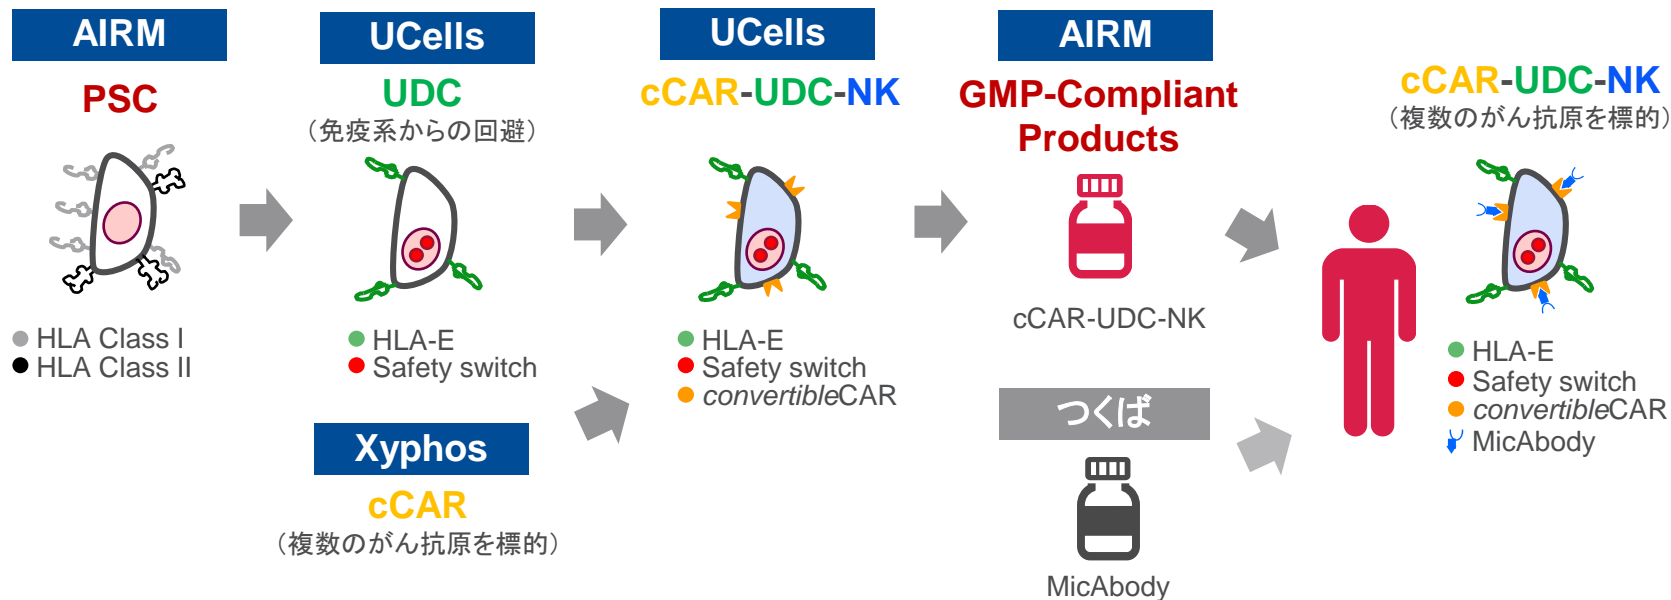 AIRM
PSC
HLA Class I
HLA Class II
UCells
UDC
（免疫系からの回避）
HLA-E
Safety switch
Xyphos
cCAR
（複数のがん抗原を標的）
UCells
cCAR-UDC-NK
HLA-E
Safety switch
convertibleCAR
AIRM
GMP-Compliant
Products
cCAR-UDC-NK
つくば
MicAbody
cCAR-UDC-NK
（複数のがん抗原を標的）
HLA-E
Safety switch
convertibleCAR
MicAbody